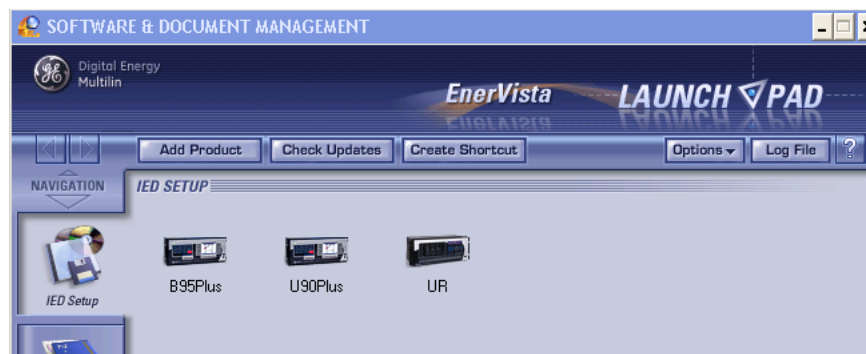 SOFTWARE & DOCUMENT MANAGEMENT
GE Digital Energy
Multilin
EnerVista LAUNCH PAD
Add Product Check Updates Create Shortcut Options Log File ?
NAVIGATION IED SETUP
B95Plus U90Plus UR
IED Setup